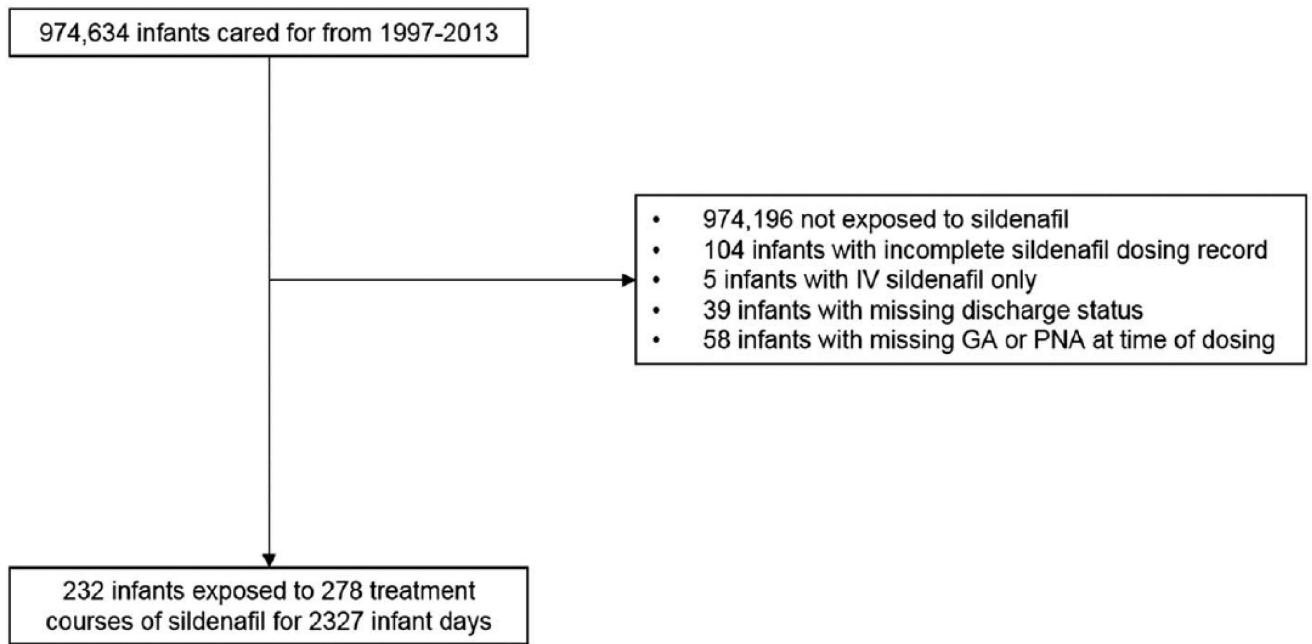 974,634 infants cared for from 1997-2013
• 974,196 not exposed to sildenafil
• 104 infants with incomplete sildenafil dosing record
• 5 infants with IV sildenafil only
• 39 infants with missing discharge status
• 58 infants with missing GA or PNA at time of dosing
232 infants exposed to 278 treatment
courses of sildenafil for 2327 infant days